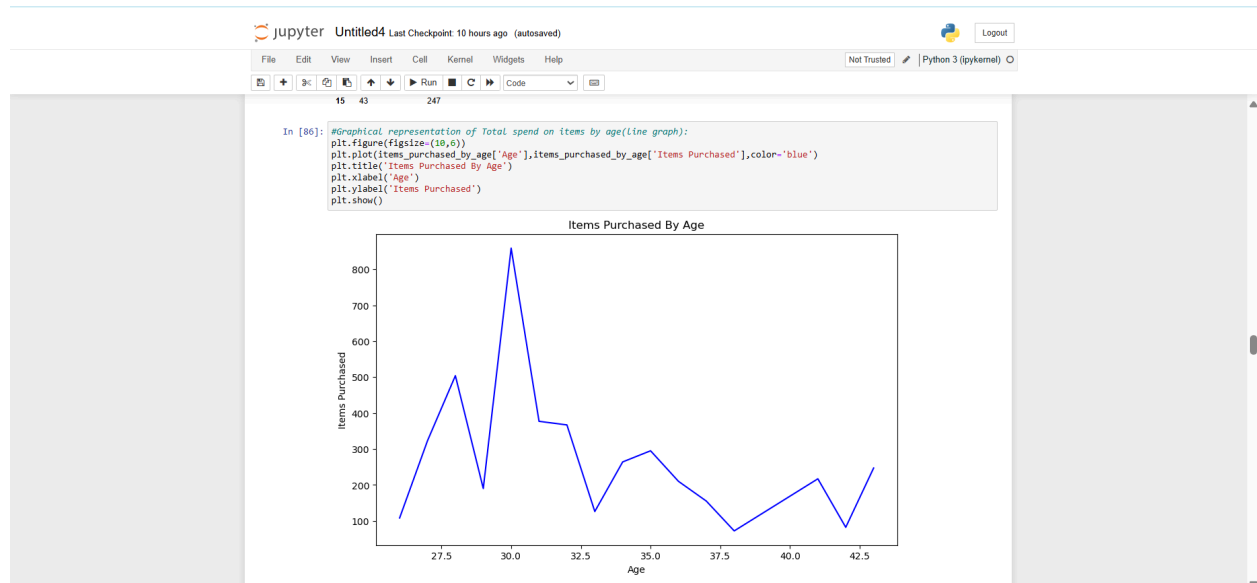 jupyter Untitled4 Last Checkpoint: 10 hours ago (autosaved)
Logout
File Edit View Insert Cell Kernel Widgets Help
Not Trusted
Python 3 (ipykernel)
Run
Code
15 43 247
In [86]:
#Graphical representation of Total spend on items by age(line graph):
plt.figure(figsize=(10,6))
plt.plot(items_purchased_by_age['Age'],items_purchased_by_age['Items Purchased'],color='blue')
plt.title('Items Purchased By Age')
plt.xlabel('Age')
plt.ylabel('Items Purchased')
plt.show()
Items Purchased By Age
Items Purchased
800
700
600
500
400
300
200
100
27.5 30.0 32.5 35.0 37.5 40.0 42.5
Age